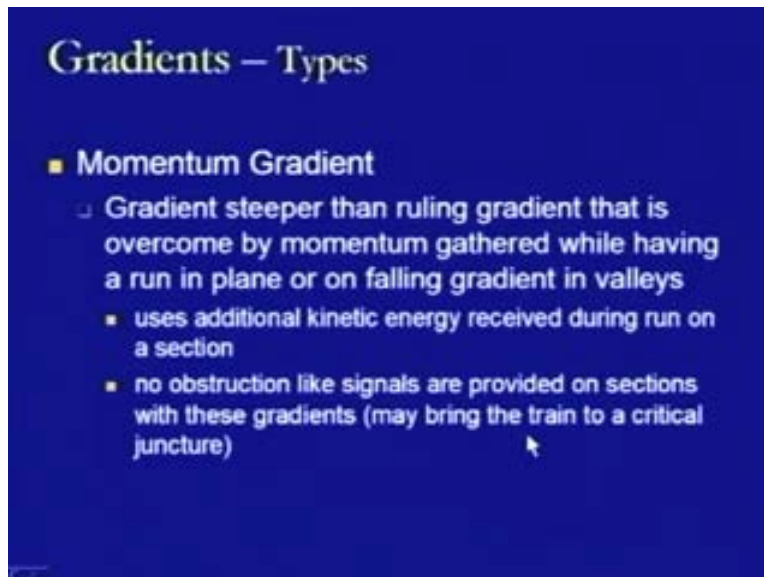 Gradients – Types
Momentum Gradient
Gradient steeper than ruling gradient that is
overcome by momentum gathered while having
a run in plane or on falling gradient in valleys
uses additional kinetic energy received during run on
a section
no obstruction like signals are provided on sections
with these gradients (may bring the train to a critical
juncture)